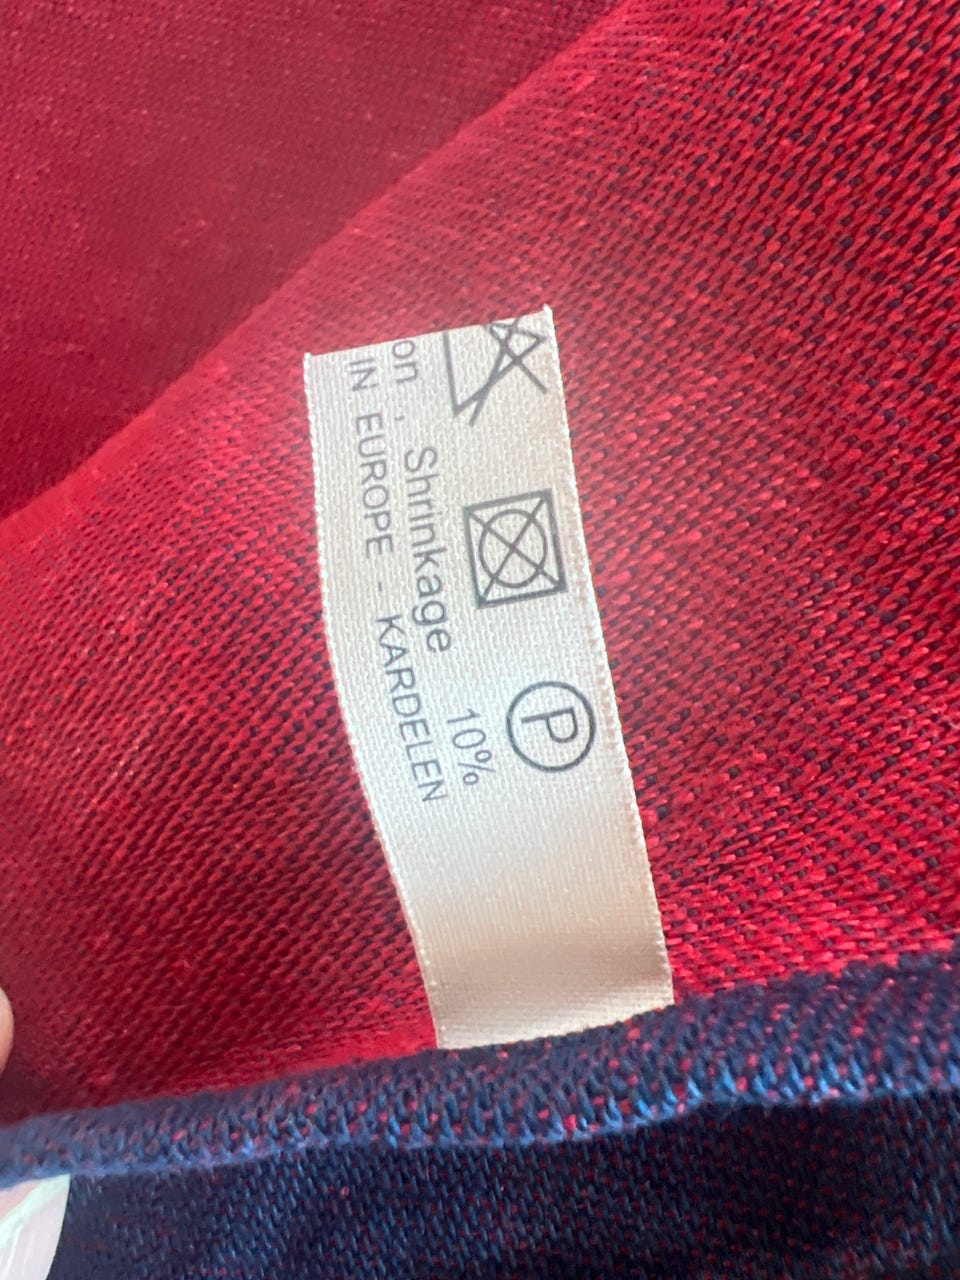 P
on , Shrinkage 10%
IN EUROPE - KARDELEN